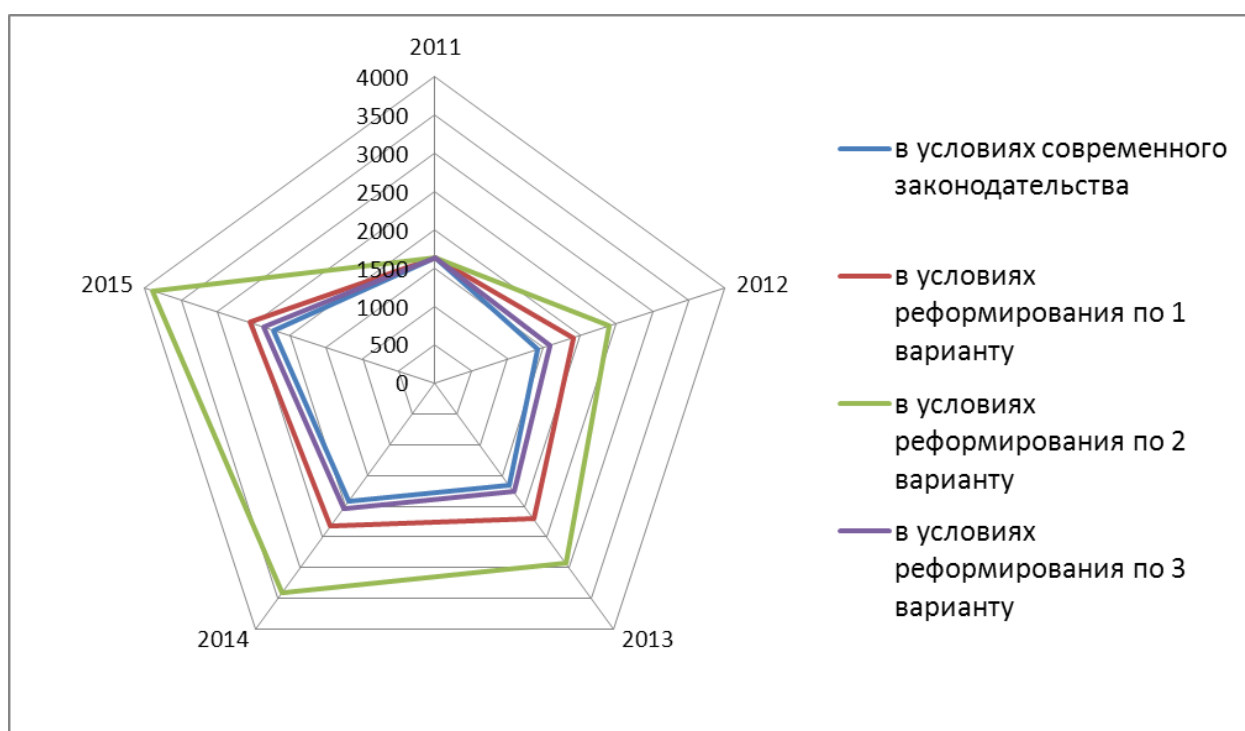 2011
4000
3500
3000
2500
2000
1500
1000
500
0
2012
2013
2014
2015
в условиях современного
законодательства
в условиях
реформирования по 1
варианту
в условиях
реформирования по 2
варианту
в условиях
реформирования по 3
варианту